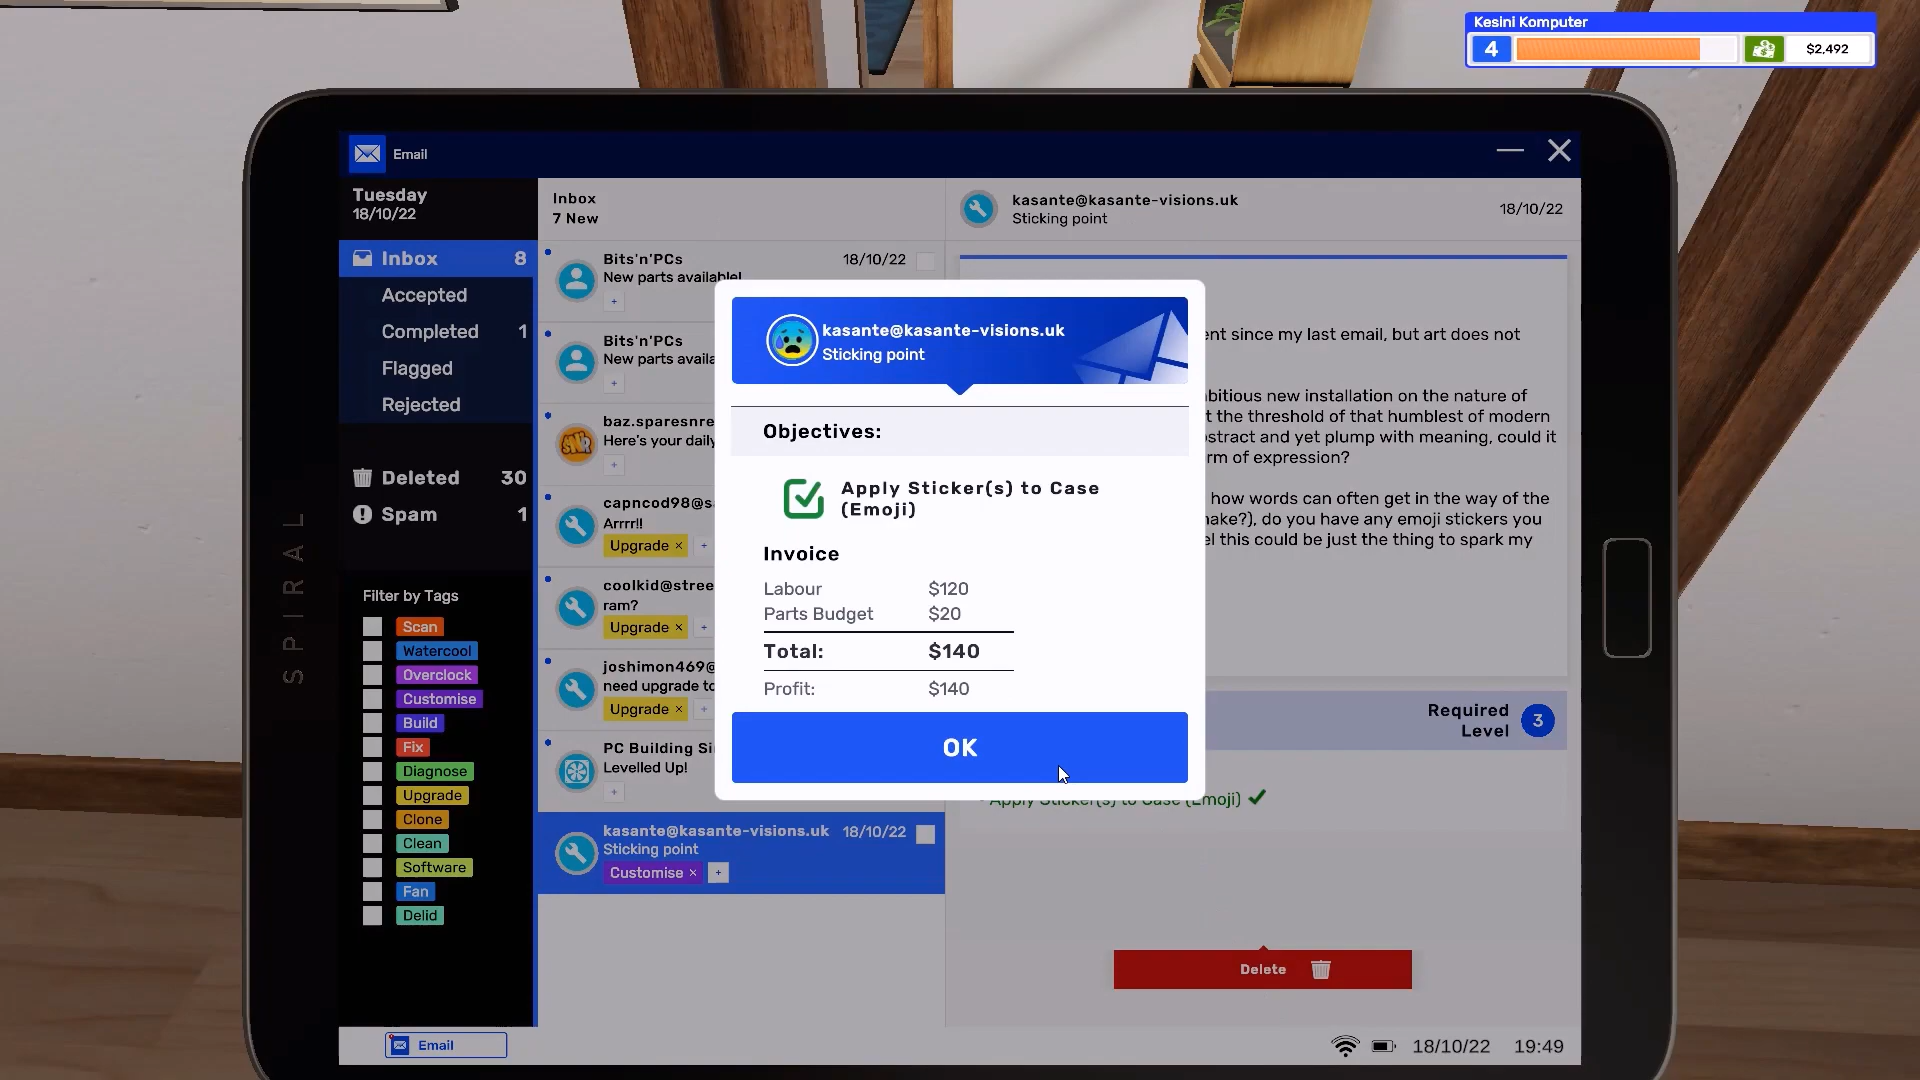 Kesini Komputer
4
$2,492
Email
Tuesday
18/10/22
Inbox 8
Accepted
Completed 1
Flagged
Rejected
Deleted 30
Spam 1
Filter by Tags
Scan
Watercool
Overclock
Customise
Build
Fix
Diagnose
Upgrade
Clone
Clean
Software
Fan
Delid
SPIRAL
Inbox
7 New
Bits'n'PCs 18/10/22
New parts available!
+
Bits'n'PCs
New parts availa
+
baz.sparesnre
Here's your daily
+
capncod98@s
Arrrr!!
Upgrade × +
coolkid@stree
ram?
Upgrade × +
joshimon469@
need upgrade to
Upgrade × +
PC Building Si
Levelled Up!
+
kasante@kasante-visions.uk 18/10/22
Sticking point
Customise × +
kasante@kasante-visions.uk
Sticking point
18/10/22
ent since my last email, but art does not
bitious new installation on the nature of
t the threshold of that humblest of modern
ostract and yet plump with meaning, could it
rm of expression?
how words can often get in the way of the
nake?), do you have any emoji stickers you
el this could be just the thing to spark my
Required
Level
3
Apply Sticker(s) to Case (Emoji)
Delete
kasante@kasante-visions.uk
Sticking point
Objectives:
Apply Sticker(s) to Case
(Emoji)
Invoice
Labour $120
Parts Budget $20
Total: $140
Profit: $140
OK
Email
18/10/22 19:49